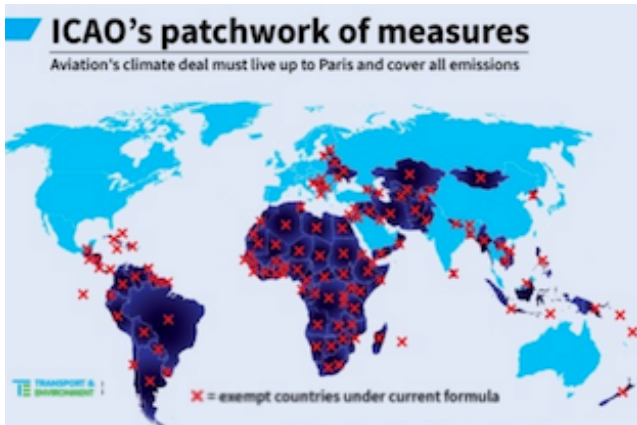 ICAO's patchwork of measures
Aviation's climate deal must live up to Paris and cover all emissions
TRANSPORT &
ENVIRONMENT
= exempt countries under current formula